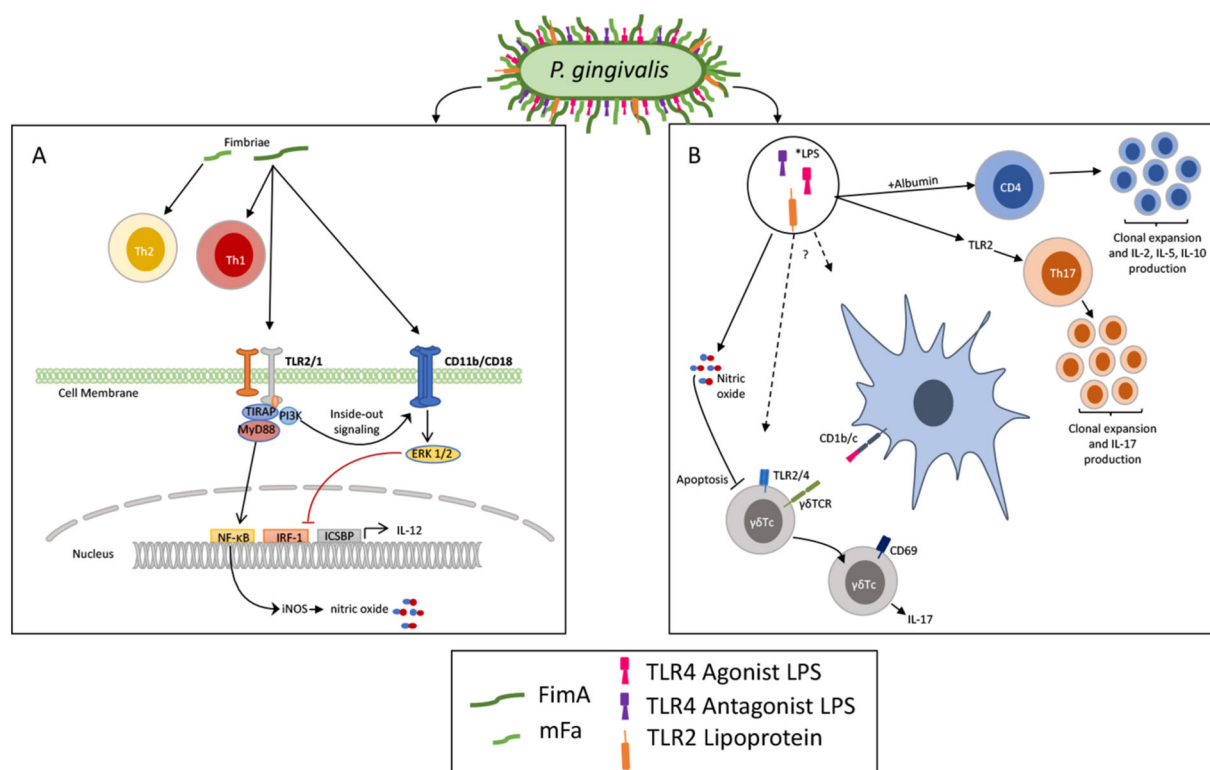 P. gingivalis
A
Fimbriae
Th2
Th1
TLR2/1
CD11b/CD18
Cell Membrane
TIRAP
PI3K
MyD88
Inside-out
signaling
ERK 1/2
Nucleus
NF-κB
IRF-1
ICSBP
IL-12
iNOS
nitric oxide
B
*LPS
+Albumin
CD4
Clonal expansion
and IL-2, IL-5, IL-10
production
TLR2
Th17
?
Nitric
oxide
Clonal expansion
and IL-17
production
CD1b/c
Apoptosis
TLR2/4
γδTCR
γδTc
CD69
γδTc
IL-17
FimA
mFa
TLR4 Agonist LPS
TLR4 Antagonist LPS
TLR2 Lipoprotein